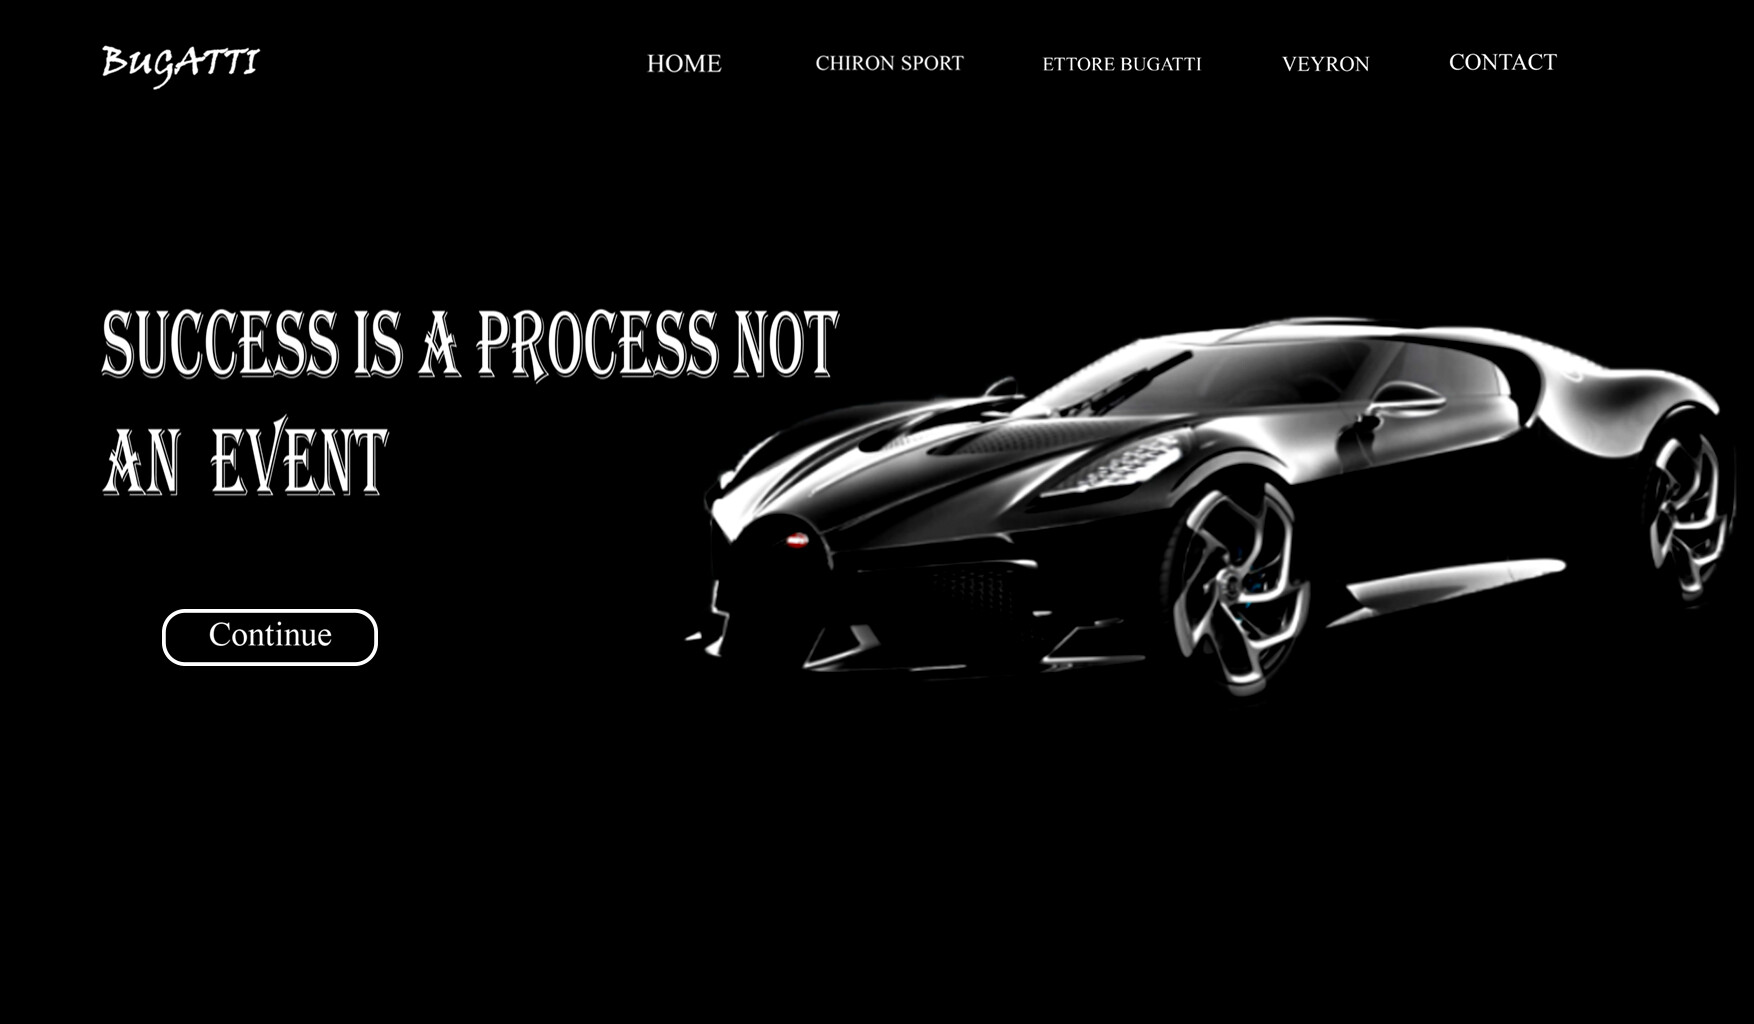 BUGATTI
HOME CHIRON SPORT ETTORE BUGATTI VEYRON CONTACT
SUCCESS IS A PROCESS NOT
AN EVENT
Continue